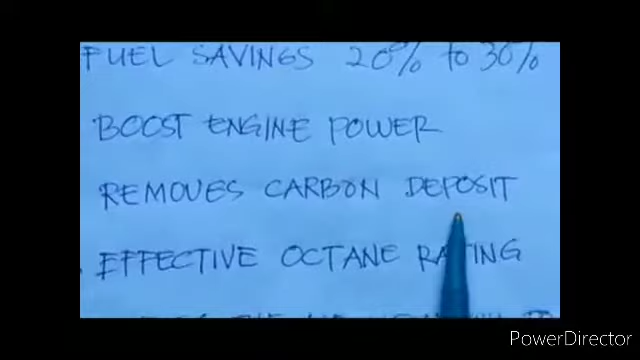 FUEL SAVINGS 20% to 30%
BOOST ENGINE POWER
REMOVES CARBON DEPOSIT
EFFECTIVE OCTANE RATING
PowerDirector